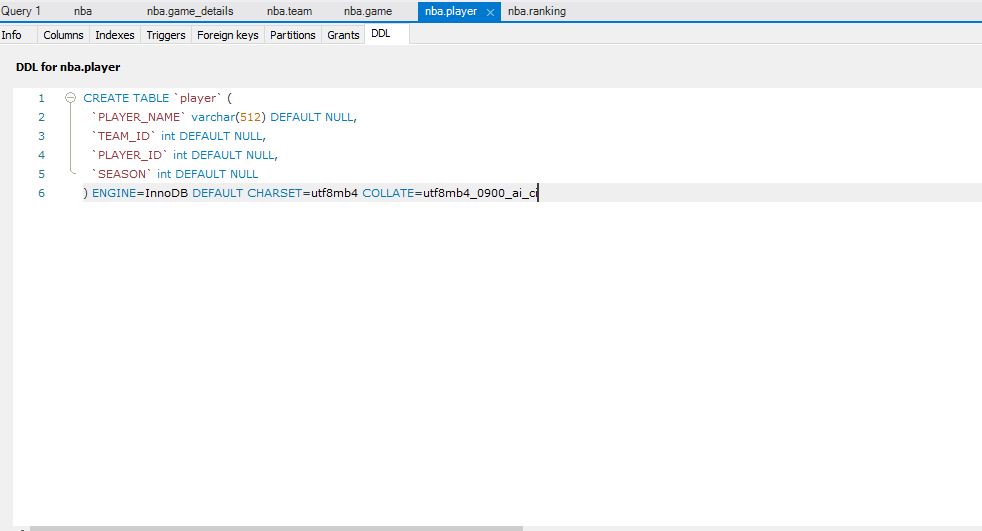 Query 1 nba nba.game_details nba.team nba.game nba.player × nba.ranking
Info Columns Indexes Triggers Foreign keys Partitions Grants DDL
DDL for nba.player
1 CREATE TABLE `player` (
2 `PLAYER_NAME` varchar(512) DEFAULT NULL,
3 `TEAM_ID` int DEFAULT NULL,
4 `PLAYER_ID` int DEFAULT NULL,
5 `SEASON` int DEFAULT NULL
6 ) ENGINE=InnoDB DEFAULT CHARSET=utf8mb4 COLLATE=utf8mb4_0900_ai_ci